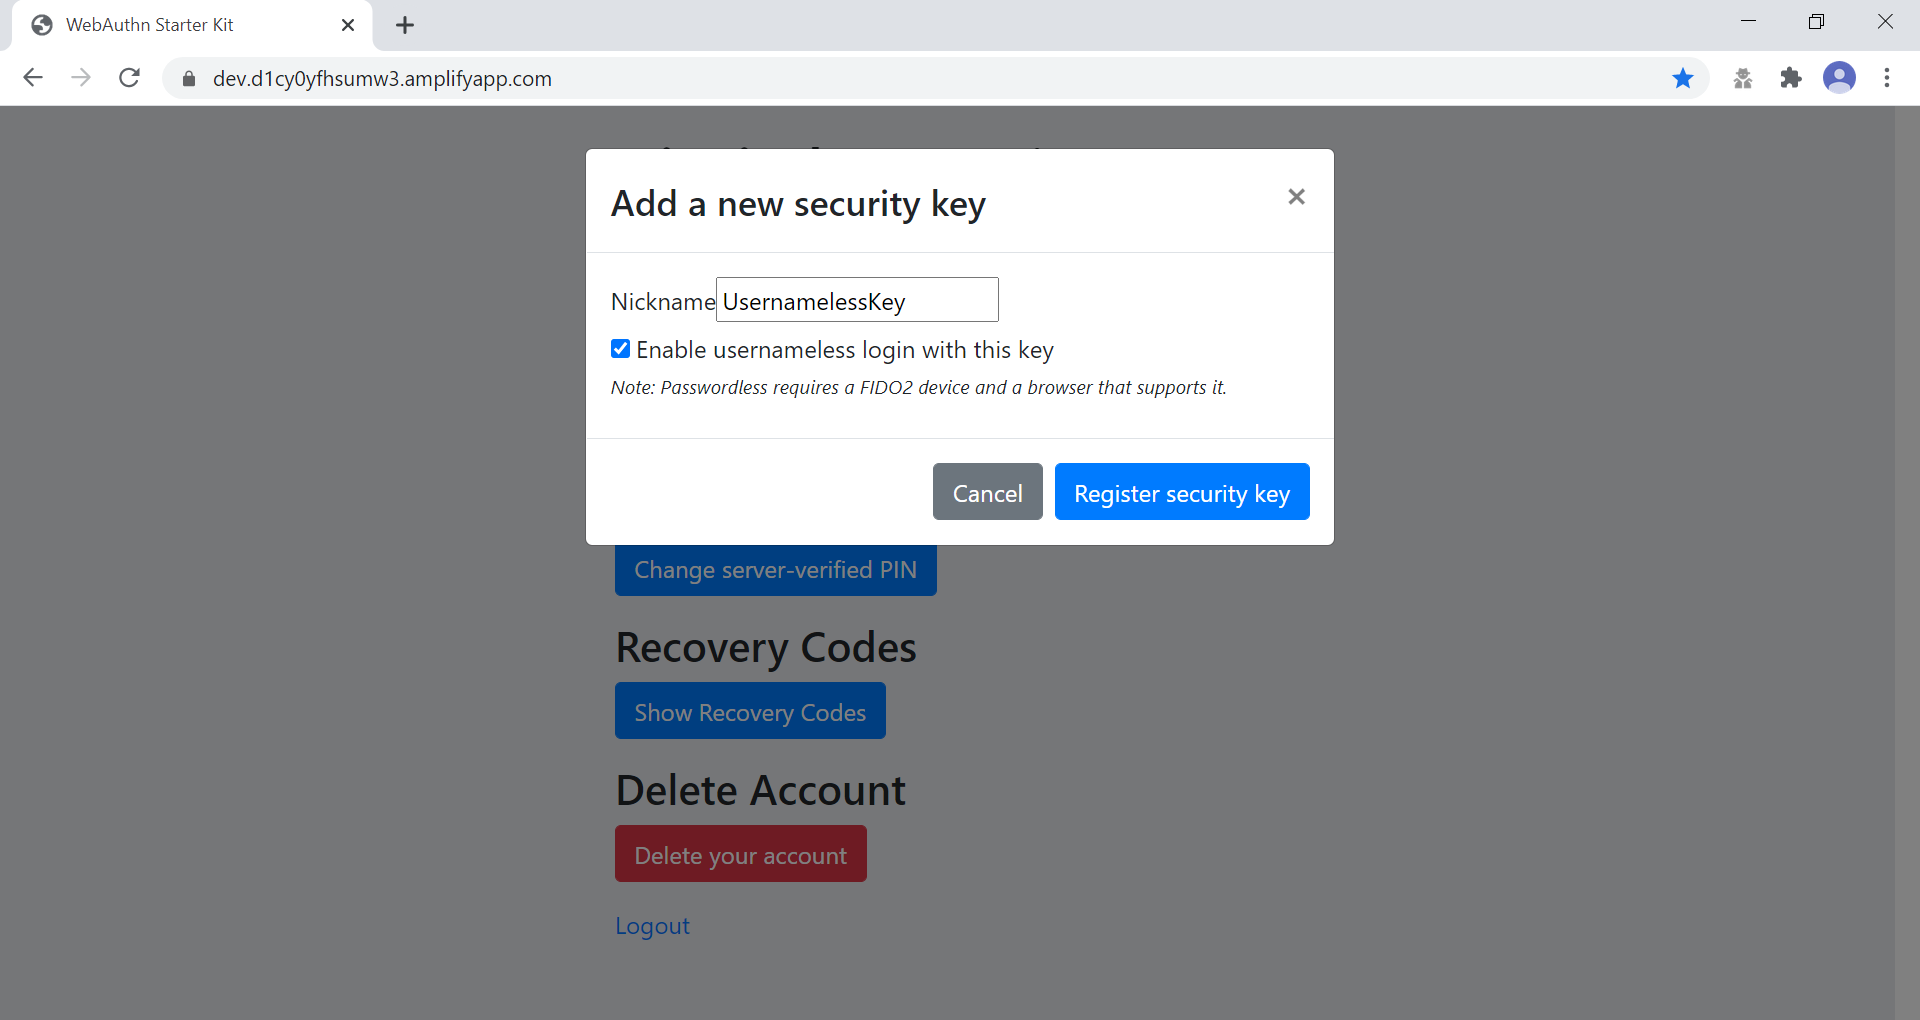 WebAuthn Starter Kit
dev.d1cy0yfhsumw3.amplifyapp.com
Add a new security key
Nickname UsernamelessKey
Enable usernameless login with this key
Note: Passwordless requires a FIDO2 device and a browser that supports it.
Cancel Register security key
Change server-verified PIN
Recovery Codes
Show Recovery Codes
Delete Account
Delete your account
Logout